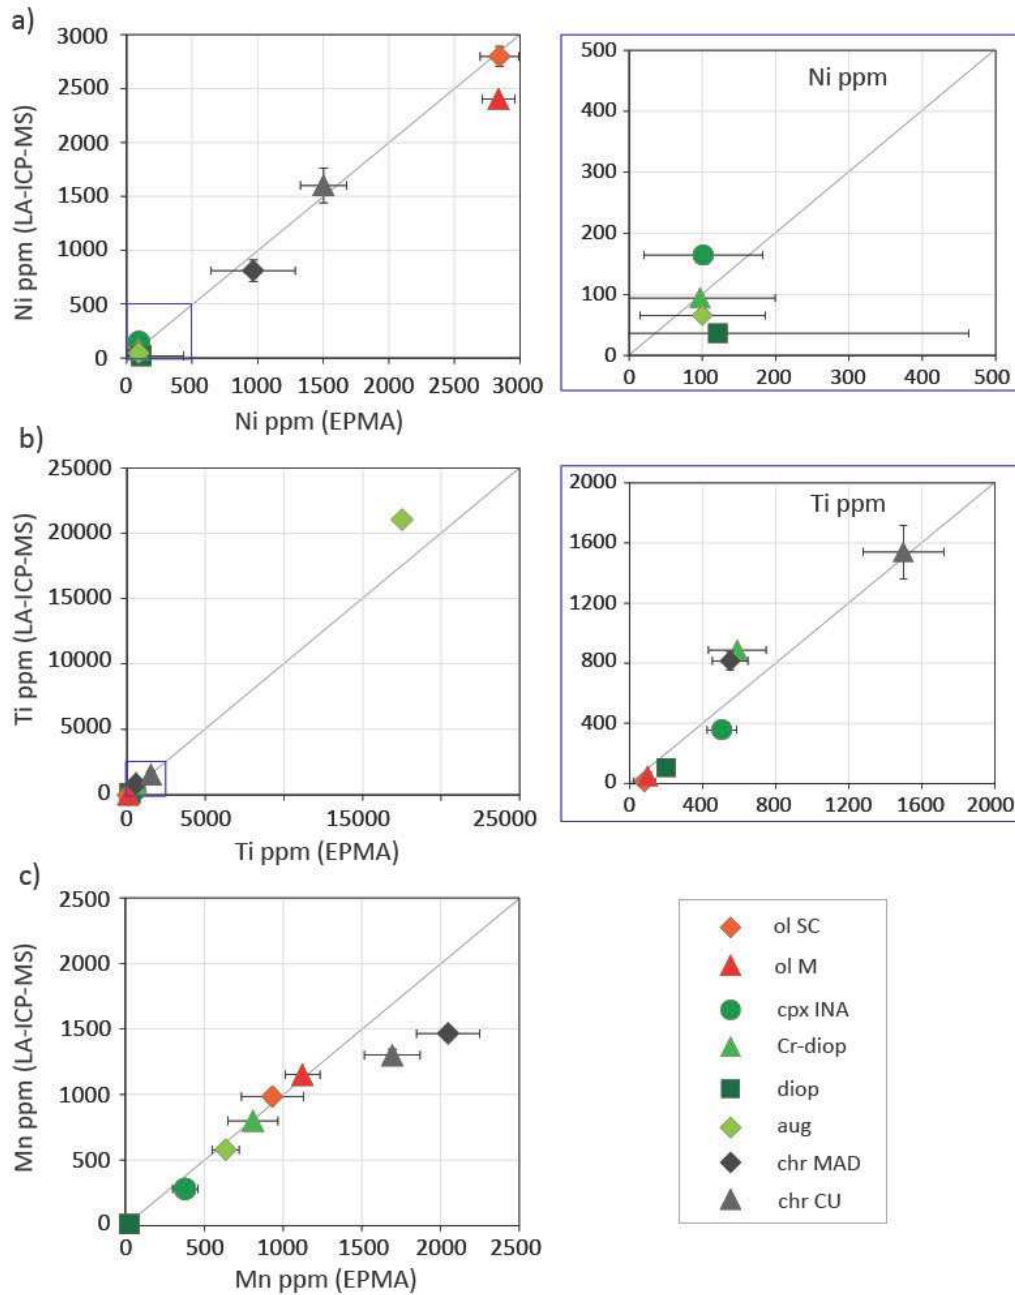 a)
3000
2500
2000
1500
1000
500
0
Ni ppm (LA-ICP-MS)
0 500 1000 1500 2000 2500 3000
Ni ppm (EPMA)
Ni ppm
500
400
300
200
100
0
0 100 200 300 400 500
b)
25000
20000
15000
10000
5000
0
Ti ppm (LA-ICP-MS)
0 5000 15000 25000
Ti ppm (EPMA)
Ti ppm
2000
1600
1200
800
400
0
0 400 800 1200 1600 2000
c)
2500
2000
1500
1000
500
0
Mn ppm (LA-ICP-MS)
0 500 1000 1500 2000 2500
Mn ppm (EPMA)
ol SC
ol M
cpx INA
Cr-diop
diop
aug
chr MAD
chr CU